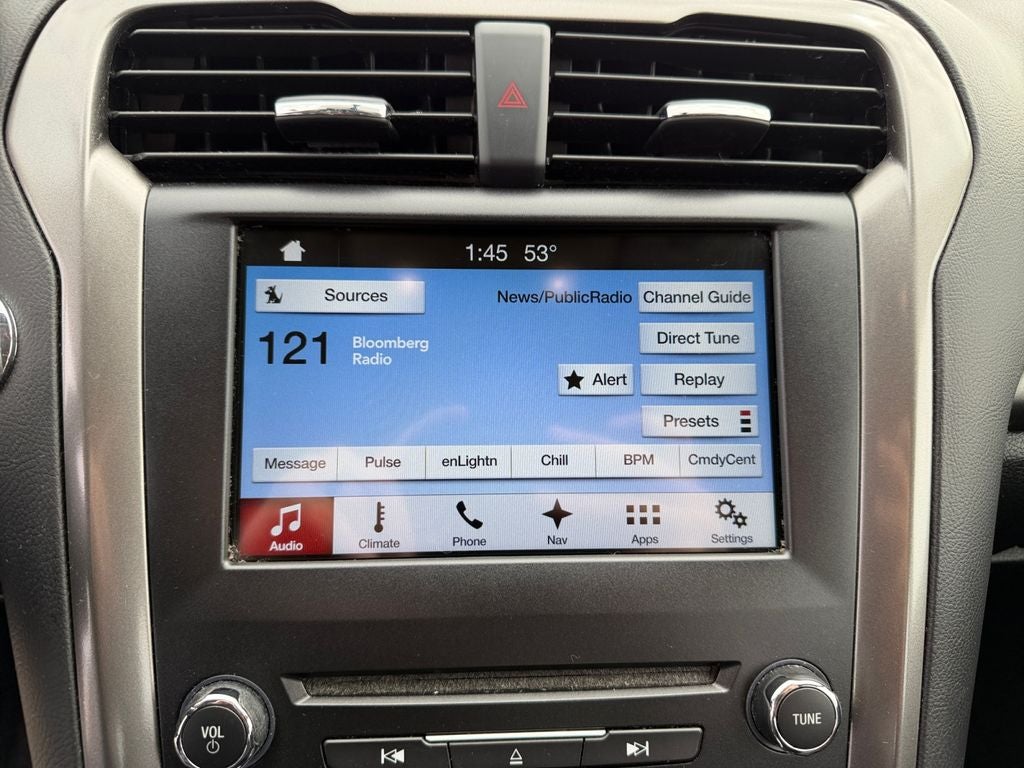 1:45 53°
Sources
News/PublicRadio
Channel Guide
121
Bloomberg
Radio
Direct Tune
Alert
Replay
Presets
Message
Pulse
enLightn
Chill
BPM
CmdyCent
Audio
Climate
Phone
Nav
Apps
Settings
VOL
TUNE